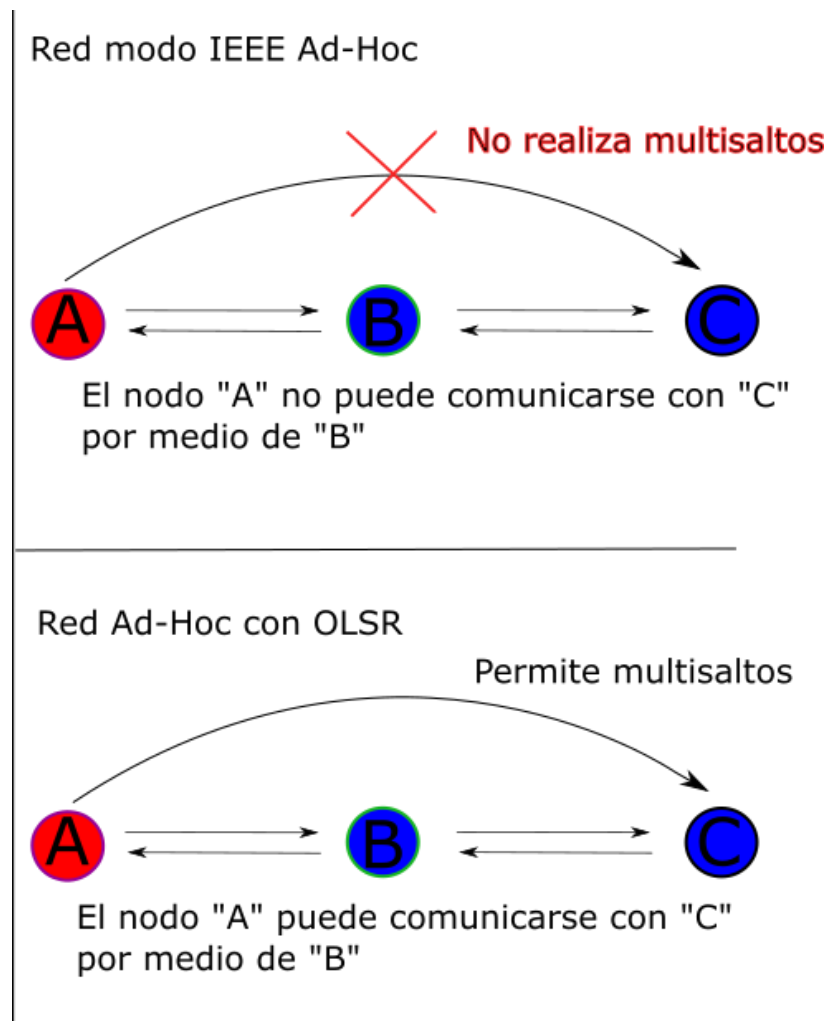 Red modo IEEE Ad-Hoc
No realiza multisaltos
A B C
El nodo "A" no puede comunicarse con "C"
por medio de "B"
Red Ad-Hoc con OLSR
Permite multisaltos
A B C
El nodo "A" puede comunicarse con "C"
por medio de "B"